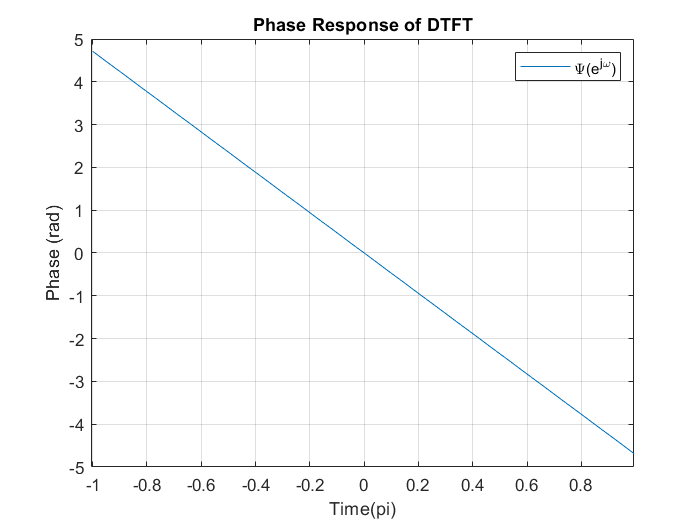 Phase Response of DTFT
Ψ(e^{jω})
Phase (rad)
5
4
3
2
1
0
-1
-2
-3
-4
-5
-1 -0.8 -0.6 -0.4 -0.2 0 0.2 0.4 0.6 0.8
Time(pi)